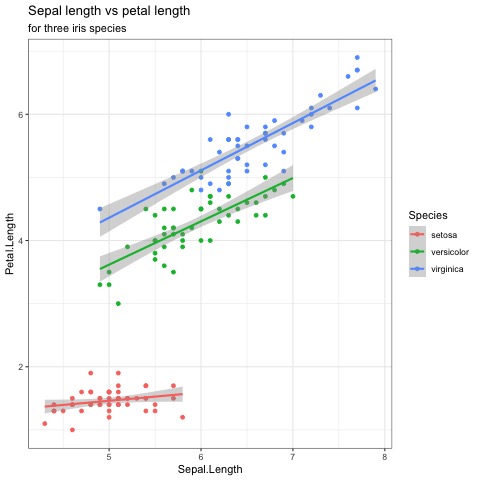 Sepal length vs petal length
for three iris species
6
4
2
Petal.Length
5
6
7
8
Sepal.Length
Species
setosa
versicolor
virginica